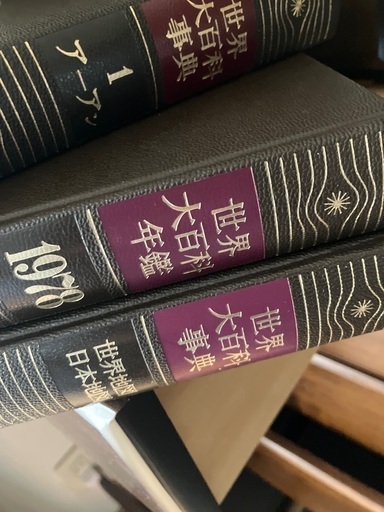 世界
大百科
事典
1
アーアン
世界
大百科
年鑑
1978
世界
大百科
事典
世界地図
日本地図